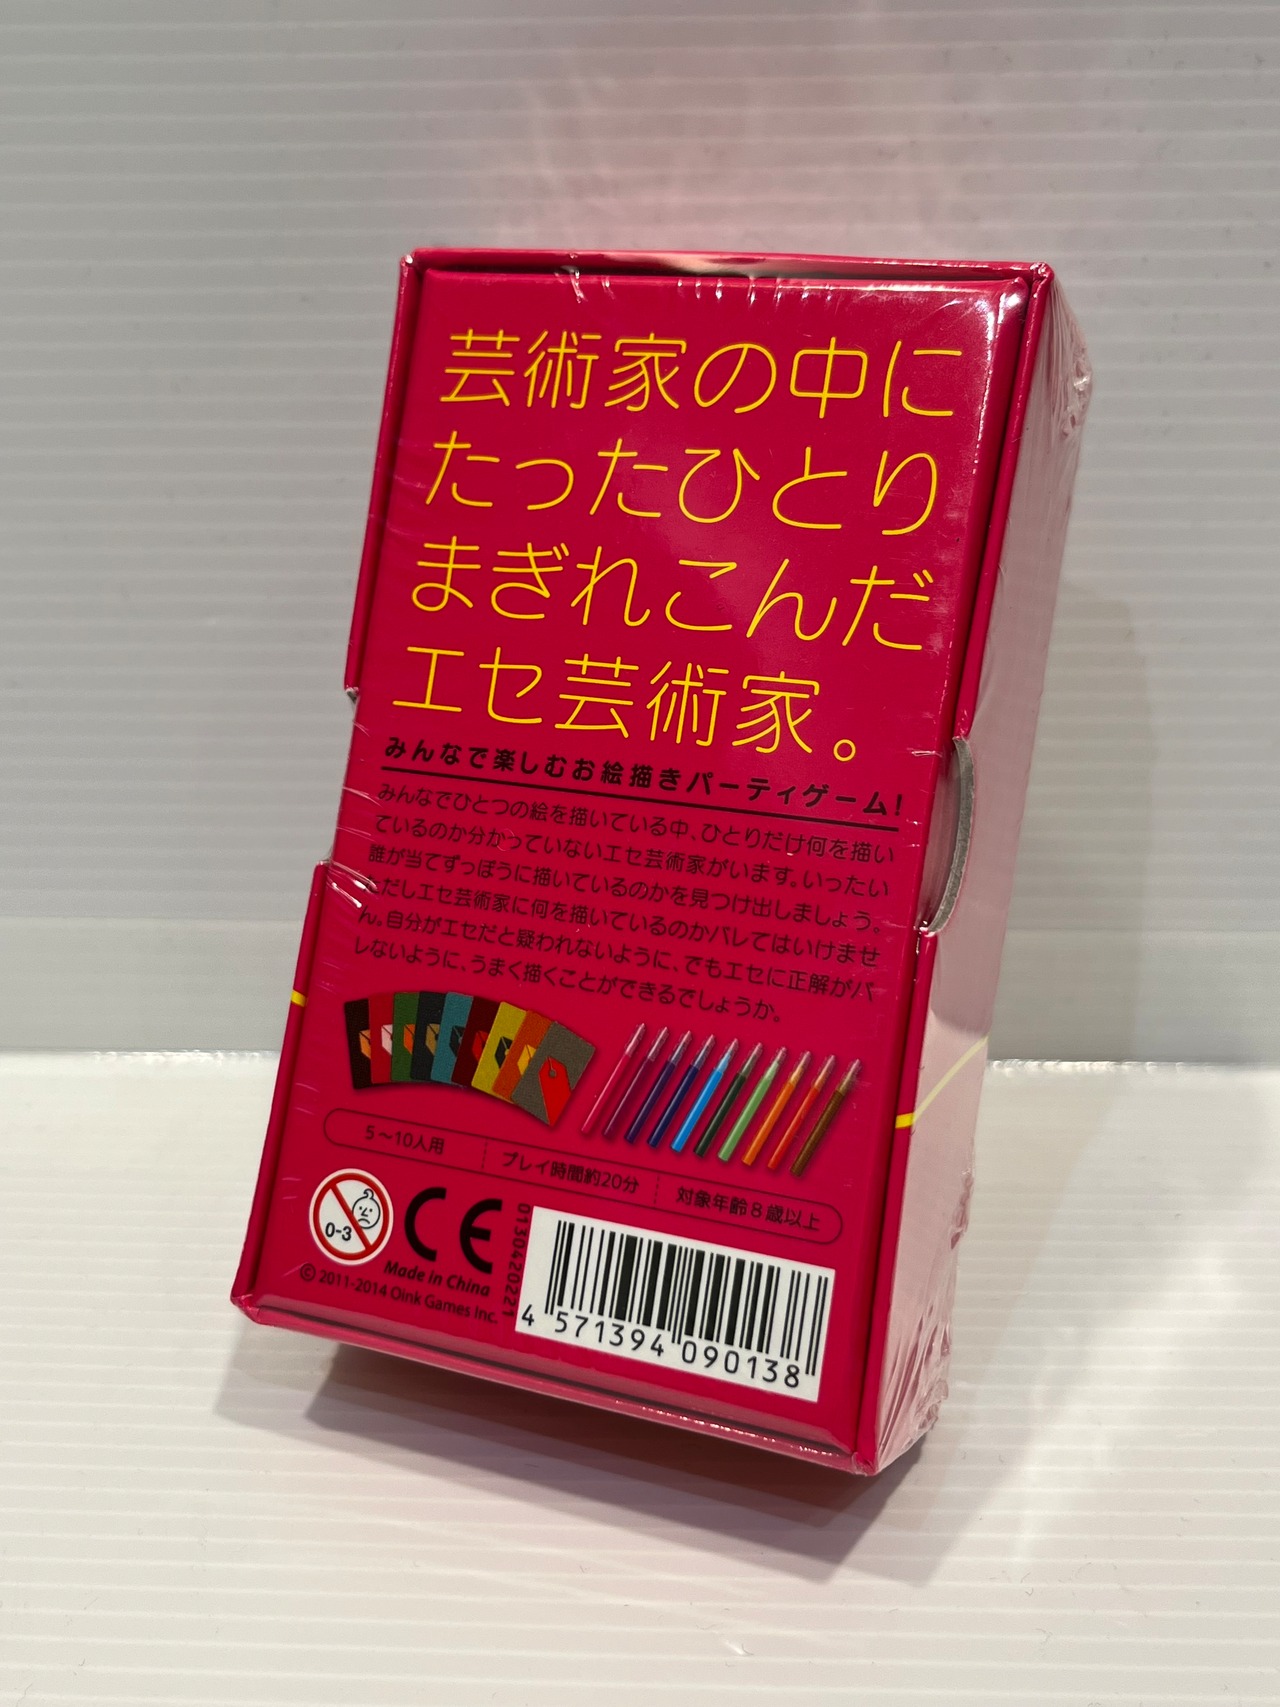 芸術家の中に
たったひとり
まぎれこんだ
エセ芸術家。
みんなで楽しむお絵描きパーティゲーム!
みんなでひとつの絵を描いている中、ひとりだけ何を描い
ているのか分かっていないエセ芸術家がいます。いったい
誰が当てずっぽうに描いているのかを見つけ出しましょう。
ただしエセ芸術家に何を描いているのかバレてはいけませ
ん。自分がエセだと疑われないように、でもエセに正解がバ
レないように、うまく描くことができるでしょうか。
5〜10人用 プレイ時間約20分 対象年齢8歳以上
0-3
CE
Made in China
© 2011-2014 Oink Games Inc.
0130420221
4 571394 090138